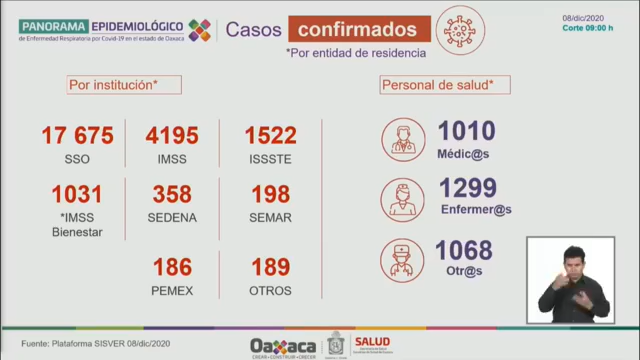 PANORAMA EPIDEMIOLÓGICO
de Enfermedad Respiratoria por Covid-19 en el estado de Oaxaca
Casos confirmados
*Por entidad de residencia
08/dic/2020
Corte 09:00 h
Por institución*
17 675
SSO
4195
IMSS
1522
ISSSTE
1031
*IMSS
Bienestar
358
SEDENA
198
SEMAR
186
PEMEX
189
OTROS
Personal de salud*
1010
Médic@s
1299
Enfermer@s
1068
Otr@s
Fuente: Plataforma SISVER 08/dic/2020
Oaxaca
CREAR • CONSTRUIR • CRECER
SALUD